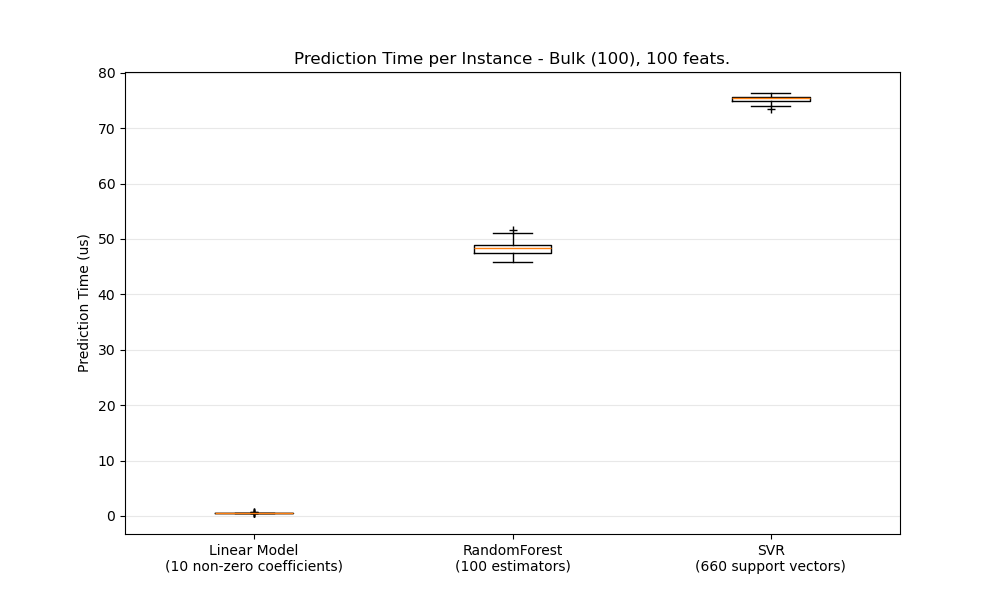 Prediction Time per Instance - Bulk (100), 100 feats.
80
70
60
50
40
30
20
10
0
Prediction Time (us)
Linear Model
(10 non-zero coefficients)
RandomForest
(100 estimators)
SVR
(660 support vectors)